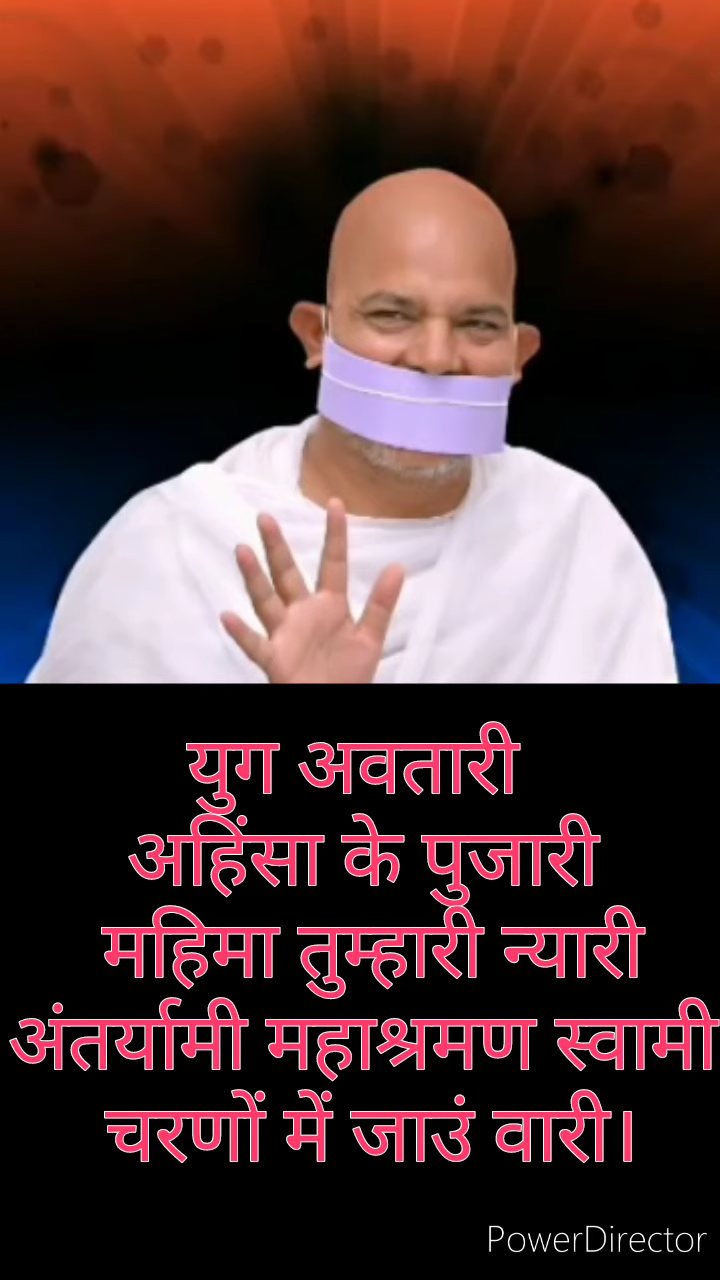 युग अवतारी
अहिंसा के पुजारी
महिमा तुम्हारी न्यारी
अंतर्यामी महाश्रमण स्वामी
चरणों में जाउं वारी।
PowerDirector